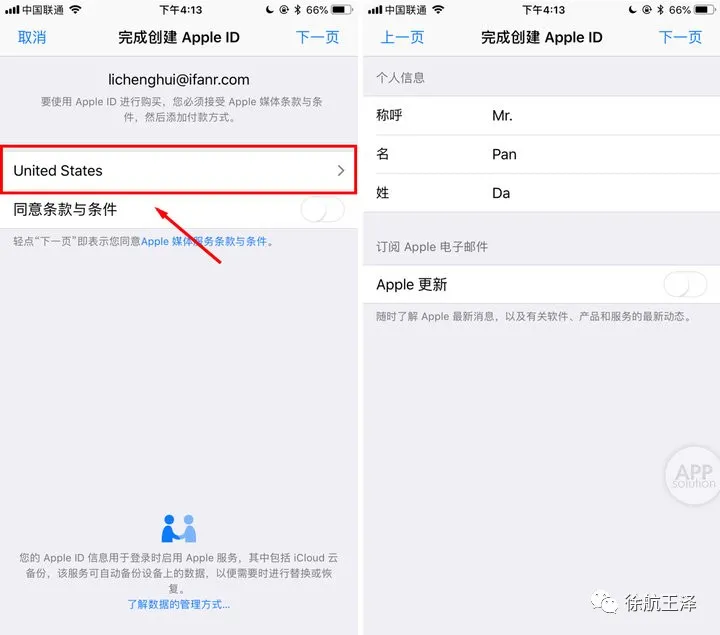 中国联通 下午4:13 66%
取消 完成创建 Apple ID 下一页
lichenghui@ifanr.com
要使用 Apple ID 进行购买，您必须接受 Apple 媒体条款与条
件，然后添加付款方式。
United States
同意条款与条件
轻点“下一页”即表示您同意Apple 媒体服务条款与条件。
您的 Apple ID 信息用于登录时启用 Apple 服务，其中包括 iCloud 云
备份，该服务可自动备份设备上的数据，以便需要时进行替换或恢
复。
了解数据的管理方式...
中国联通 下午4:13 66%
上一页 完成创建 Apple ID 下一页
个人信息
称呼 Mr.
名 Pan
姓 Da
订阅 Apple 电子邮件
Apple 更新
随时了解 Apple 最新消息，以及有关软件、产品和服务的最新动态。
APP
solution
徐航王泽